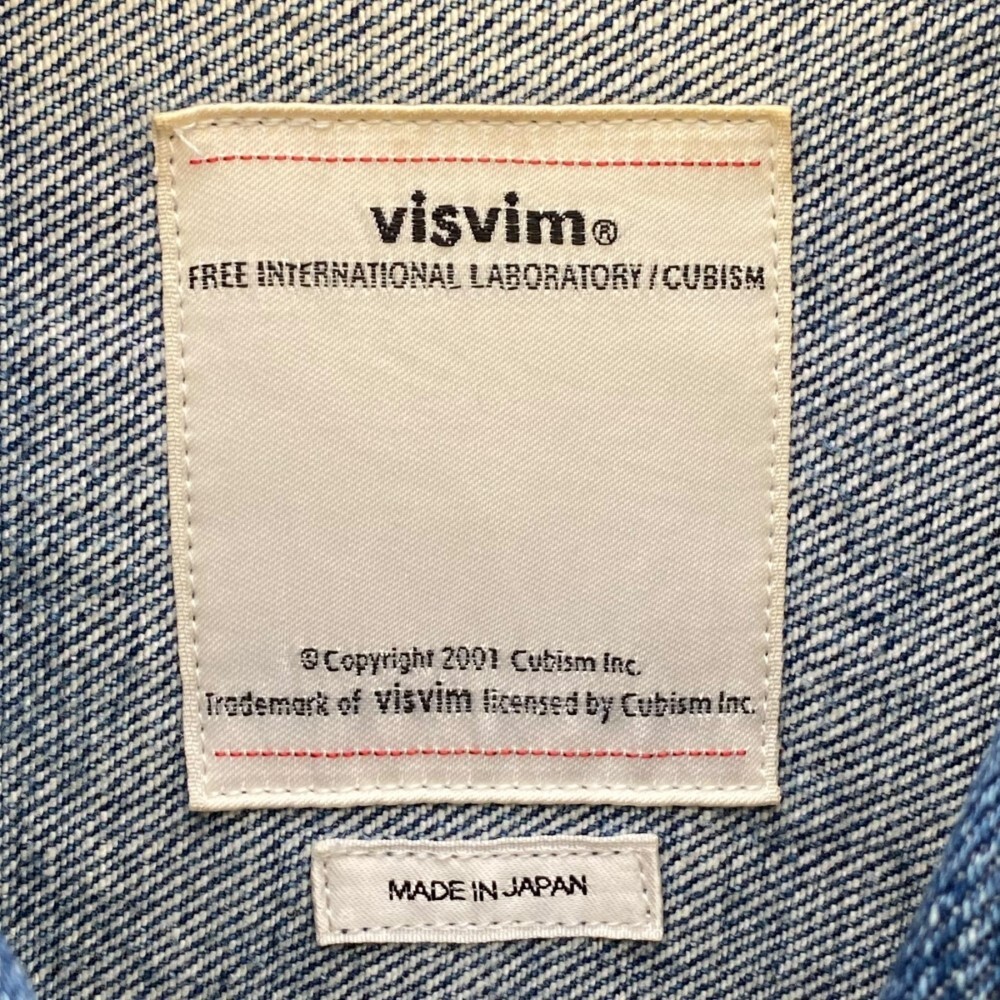 visvim®
FREE INTERNATIONAL LABORATORY / CUBISM
© Copyright 2001 Cubism Inc.
Trademark of visvim licensed by Cubism Inc.
MADE IN JAPAN